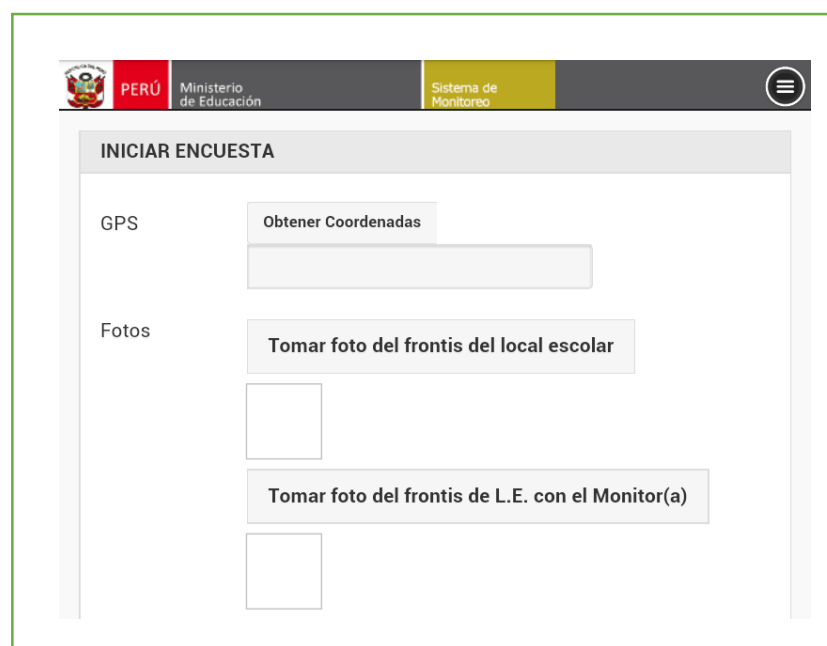 PERÚ
Ministerio
de Educación
Sistema de
Monitoreo
INICIAR ENCUESTA
GPS
Obtener Coordenadas
Fotos
Tomar foto del frontis del local escolar
Tomar foto del frontis de L.E. con el Monitor(a)